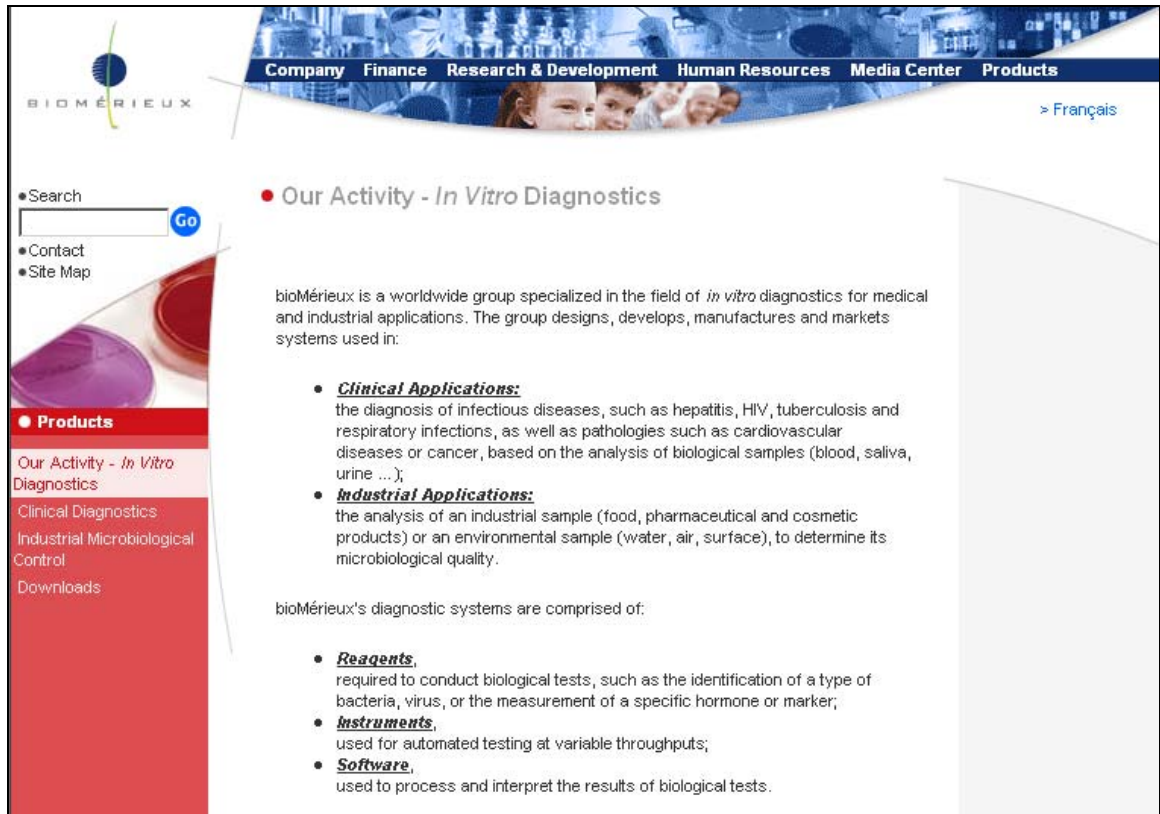 Company Finance Research & Development Human Resources Media Center Products
BIOMÉRIEUX
> Français
Search
Go
Contact
Site Map
Products
Our Activity - In Vitro
Diagnostics
Clinical Diagnostics
Industrial Microbiological
Control
Downloads
Our Activity - In Vitro Diagnostics
bioMérieux is a worldwide group specialized in the field of in vitro diagnostics for medical
and industrial applications. The group designs, develops, manufactures and markets
systems used in:
Clinical Applications:
the diagnosis of infectious diseases, such as hepatitis, HIV, tuberculosis and
respiratory infections, as well as pathologies such as cardiovascular
diseases or cancer, based on the analysis of biological samples (blood, saliva,
urine ...);
Industrial Applications:
the analysis of an industrial sample (food, pharmaceutical and cosmetic
products) or an environmental sample (water, air, surface), to determine its
microbiological quality.
bioMérieux's diagnostic systems are comprised of:
Reagents,
required to conduct biological tests, such as the identification of a type of
bacteria, virus, or the measurement of a specific hormone or marker;
Instruments,
used for automated testing at variable throughputs;
Software,
used to process and interpret the results of biological tests.